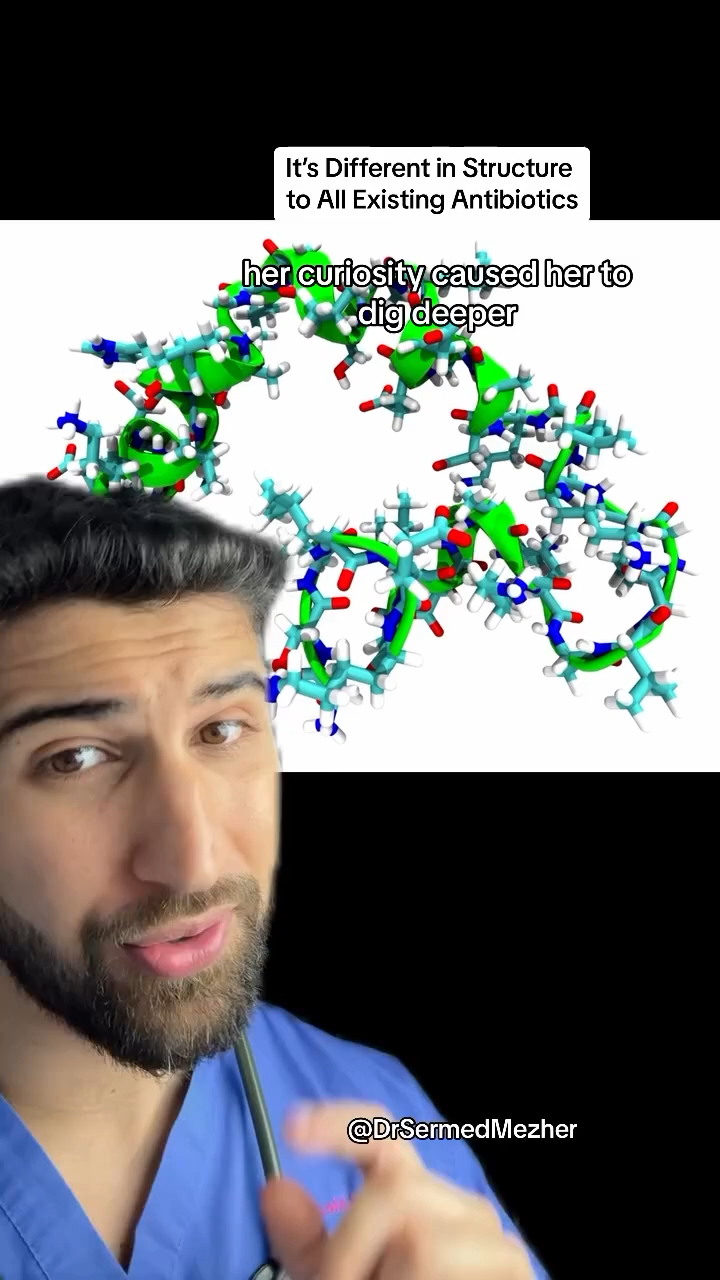 It's Different in Structure
to All Existing Antibiotics
her curiosity caused her to
dig deeper
@DrSermedMezher